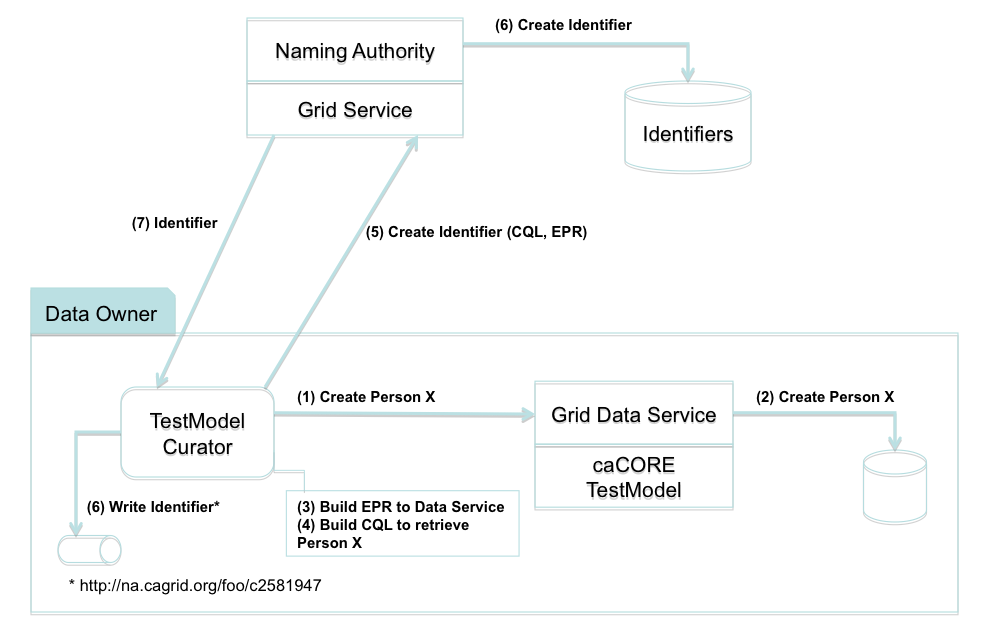 (6) Create Identifier
Naming Authority
Grid Service
Identifiers
(7) Identifier
(5) Create Identifier (CQL, EPR)
Data Owner
(1) Create Person X
(2) Create Person X
TestModel
Curator
Grid Data Service
caCORE
TestModel
(6) Write Identifier*
(3) Build EPR to Data Service
(4) Build CQL to retrieve
Person X
* http://na.cagrid.org/foo/c2581947